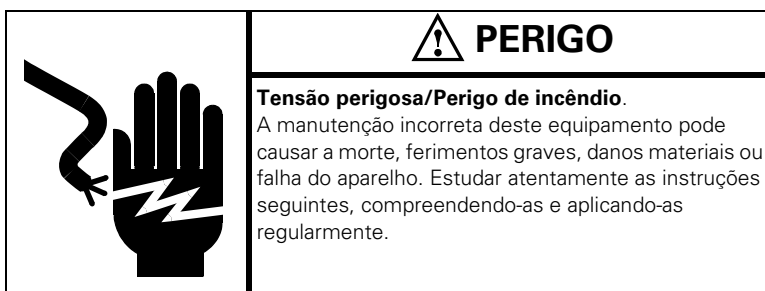 PERIGO
Tensão perigosa/Perigo de incêndio.
A manutenção incorreta deste equipamento pode
causar a morte, ferimentos graves, danos materiais ou
falha do aparelho. Estudar atentamente as instruções
seguintes, compreendendo-as e aplicando-as
regularmente.